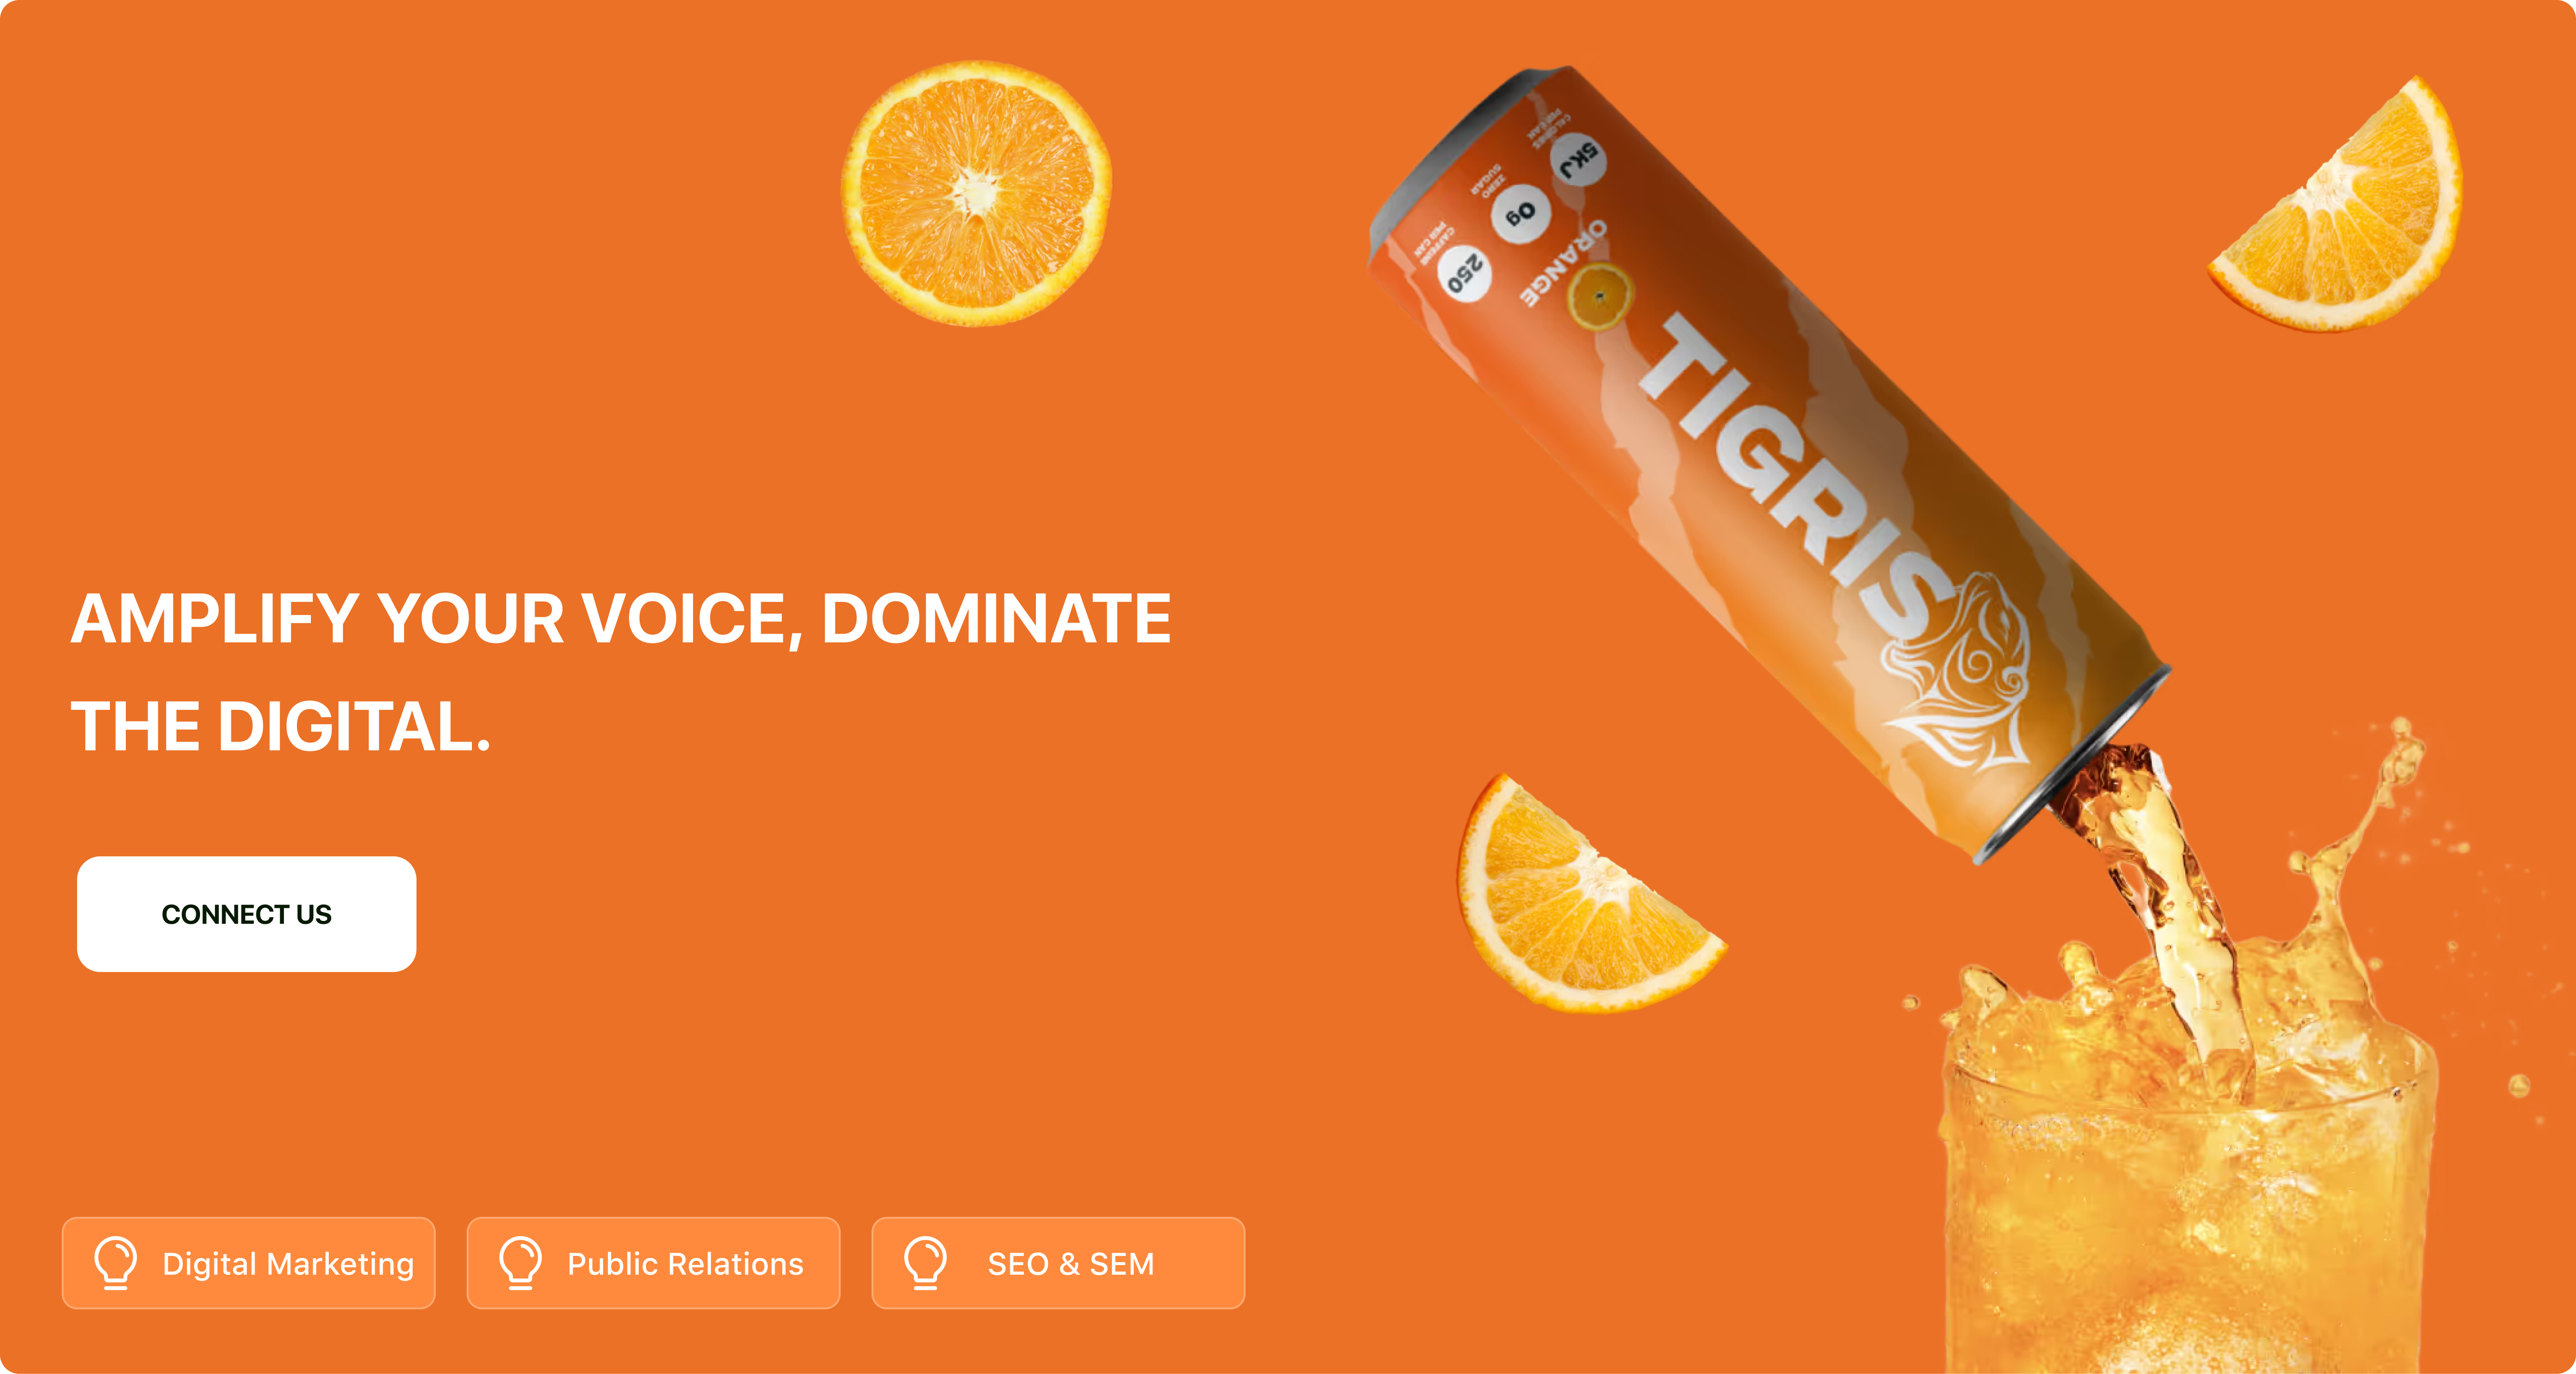 AMPLIFY YOUR VOICE, DOMINATE
THE DIGITAL.
CONNECT US
Digital Marketing
Public Relations
SEO & SEM
TIGRIS
ORANGE
250
CAFFEINE
PER CAN
0g
ZERO
SUGAR
5KJ
CALORIES
PER CAN